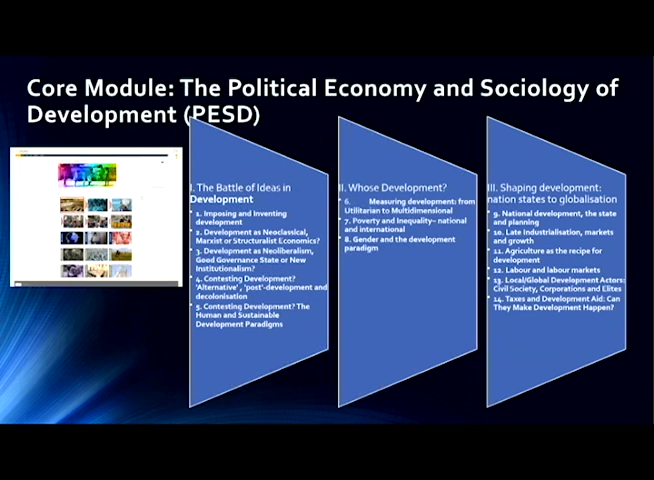 Core Module: The Political Economy and Sociology of
Development (PESD)
I. The Battle of Ideas in
Development
1. Imposing and Inventing
development
2. Development as Neoclassical,
Marxist or Structuralist Economics?
3. Development as Neoliberalism,
Good Governance State or New
Institutionalism?
4. Contesting Development?
'Alternative' , 'post'-development and
decolonisation
5. Contesting Development? The
Human and Sustainable
Development Paradigms
II. Whose Development?
6. Measuring development: from
Utilitarian to Multidimensional
7. Poverty and Inequality– national
and international
8. Gender and the development
paradigm
III. Shaping development:
nation states to globalisation
9. National development, the state
and planning
10. Late Industrialisation, markets
and growth
11. Agriculture as the recipe for
development
12. Labour and labour markets
13. Local/Global Development Actors:
Civil Society, Corporations and Elites
14. Taxes and Development Aid: Can
They Make Development Happen?